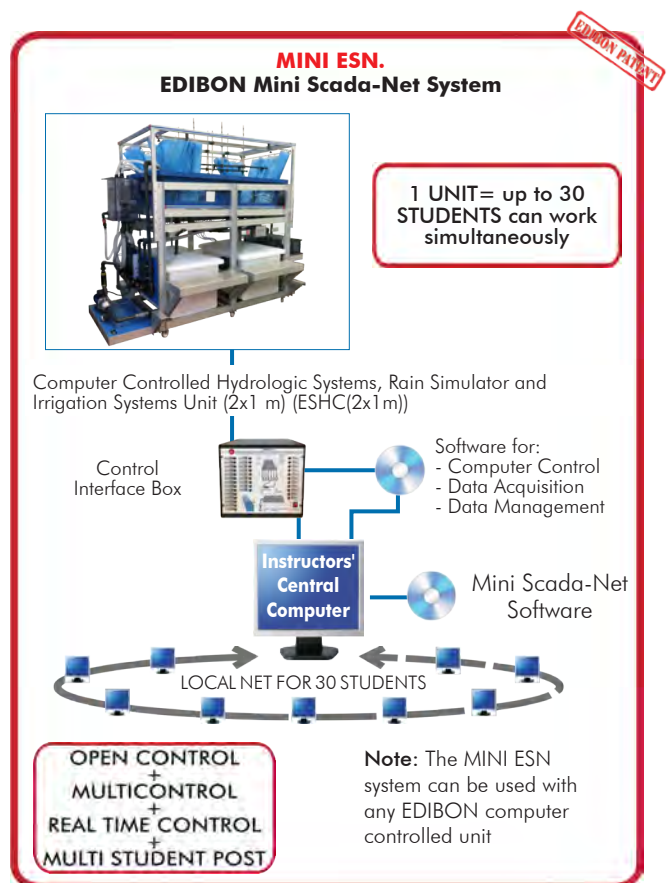 EDIBON PATENT
MINI ESN.
EDIBON Mini Scada-Net System
1 UNIT= up to 30
STUDENTS can work
simultaneously
Computer Controlled Hydrologic Systems, Rain Simulator and
Irrigation Systems Unit (2x1 m) (ESHC(2x1m))
Control
Interface Box
Software for:
- Computer Control
- Data Acquisition
- Data Management
Instructors'
Central
Computer
Mini Scada-Net
Software
LOCAL NET FOR 30 STUDENTS
OPEN CONTROL
+
MULTICONTROL
+
REAL TIME CONTROL
+
MULTI STUDENT POST
Note: The MINI ESN
system can be used with
any EDIBON computer
controlled unit